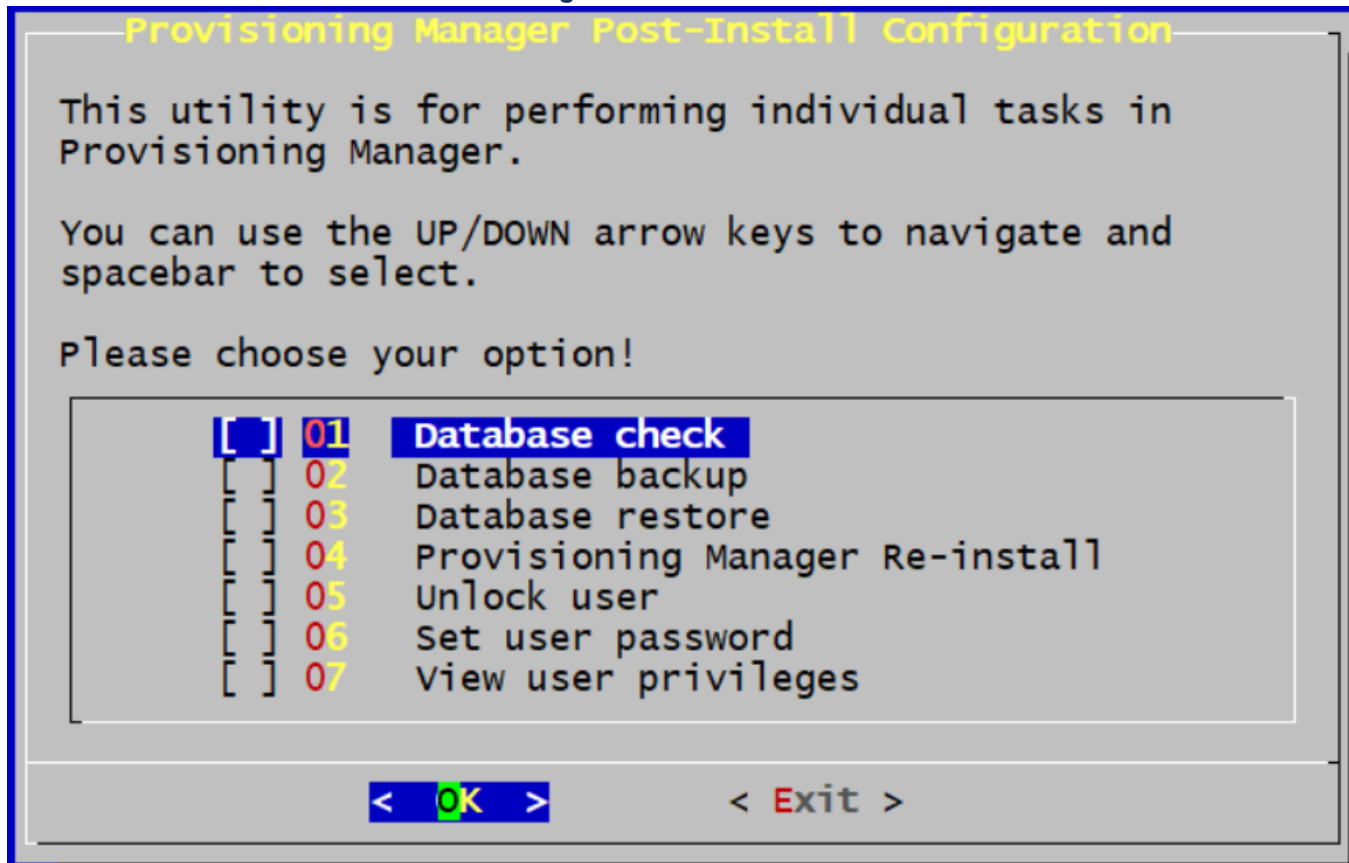 Provisioning Manager Post-Install Configuration
This utility is for performing individual tasks in
Provisioning Manager.
You can use the UP/DOWN arrow keys to navigate and
spacebar to select.
Please choose your option!
[ ] 01 Database check
[ ] 02 Database backup
[ ] 03 Database restore
[ ] 04 Provisioning Manager Re-install
[ ] 05 Unlock user
[ ] 06 Set user password
[ ] 07 View user privileges
< OK > < Exit >